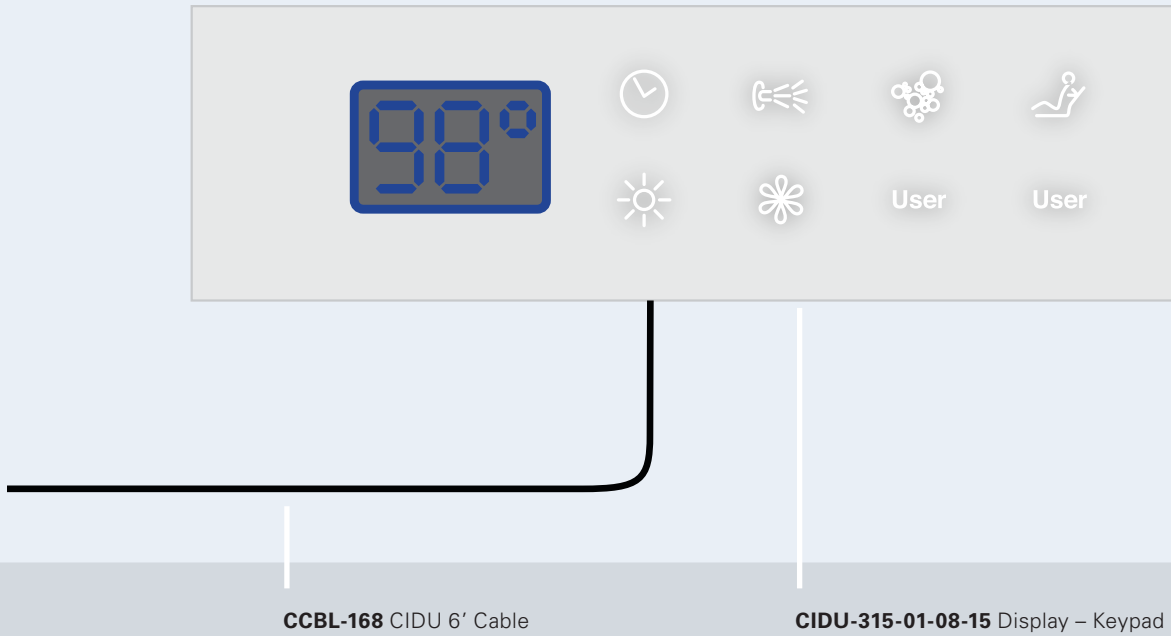 98°
User User
CCBL-168 CIDU 6’ Cable
CIDU-315-01-08-15 Display – Keypad